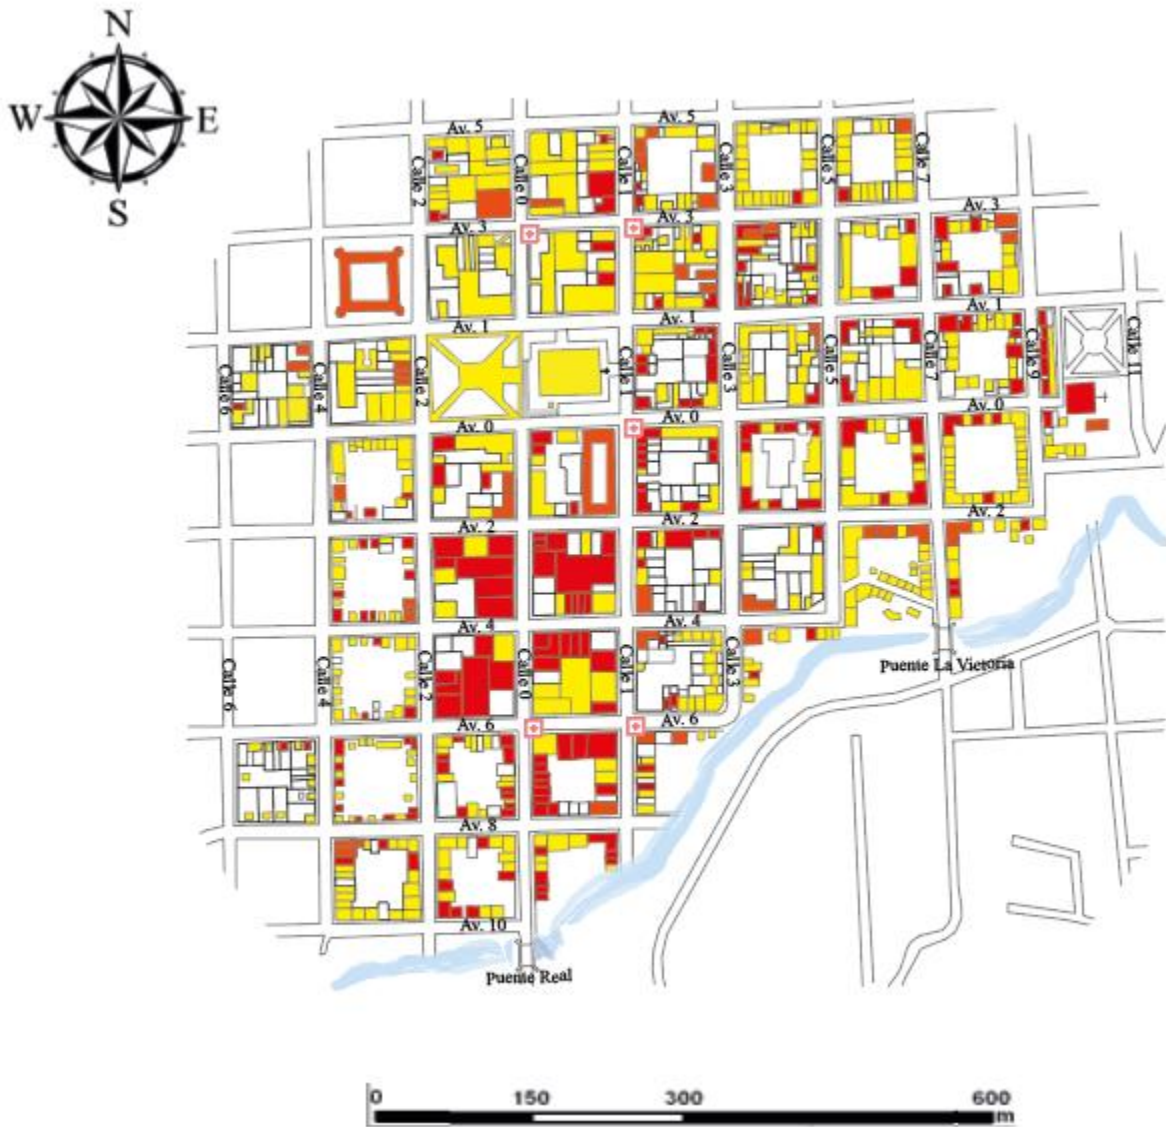 N
W E
S
Av. 5
Av. 5
Calle 2
Calle 0
Calle 1
Calle 3
Calle 5
Calle 7
Av. 3
Av. 3
Av. 3
Av. 1
Av. 1
Av. 1
Calle 6
Calle 4
Calle 2
Calle 1
Calle 3
Calle 5
Calle 7
Calle 9
Calle 11
Av. 0
Av. 0
Av. 0
Av. 2
Av. 2
Av. 2
Av. 4
Av. 4
Calle 6
Calle 4
Calle 2
Calle 0
Calle 1
Calle 3
Puente La Victoria
Av. 6
Av. 6
Av. 8
Av. 10
Puente Real
0 150 300 600
m